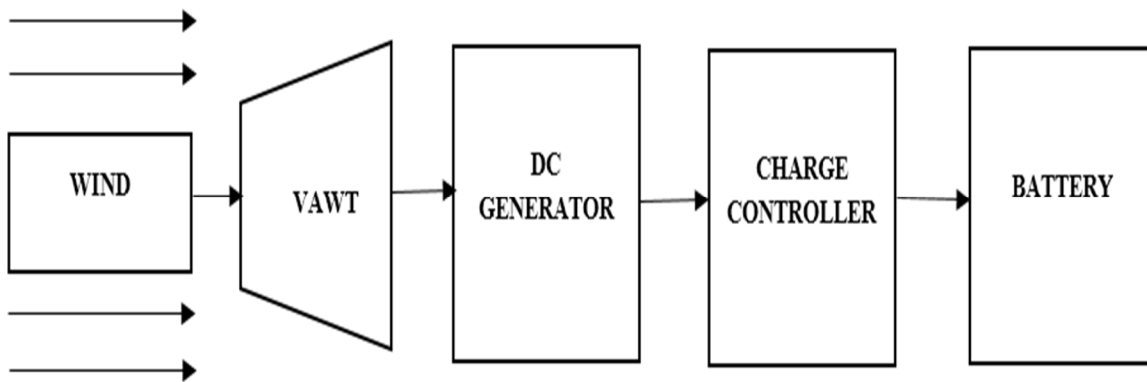 WIND
VAWT
DC
GENERATOR
CHARGE
CONTROLLER
BATTERY